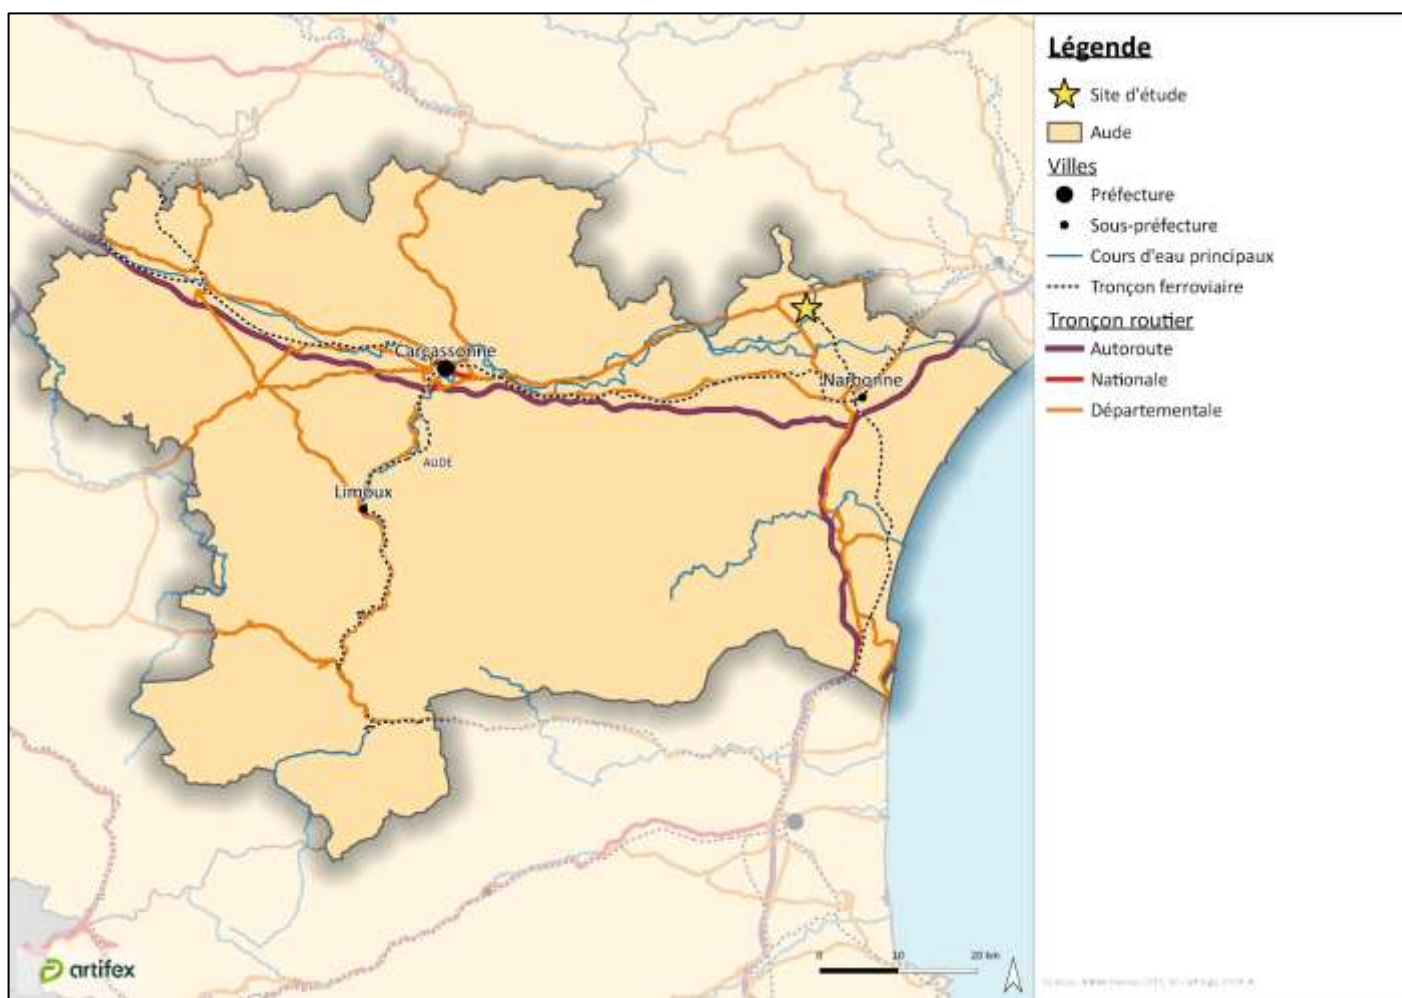 Légende
Site d'étude
Aude
Villes
Préfecture
Sous-préfecture
Cours d'eau principaux
Tronçon ferroviaire
Tronçon routier
Autoroute
Nationale
Départementale
Carcassonne
Narbonne
AUDE
Limoux
0 10 20 km
artifex